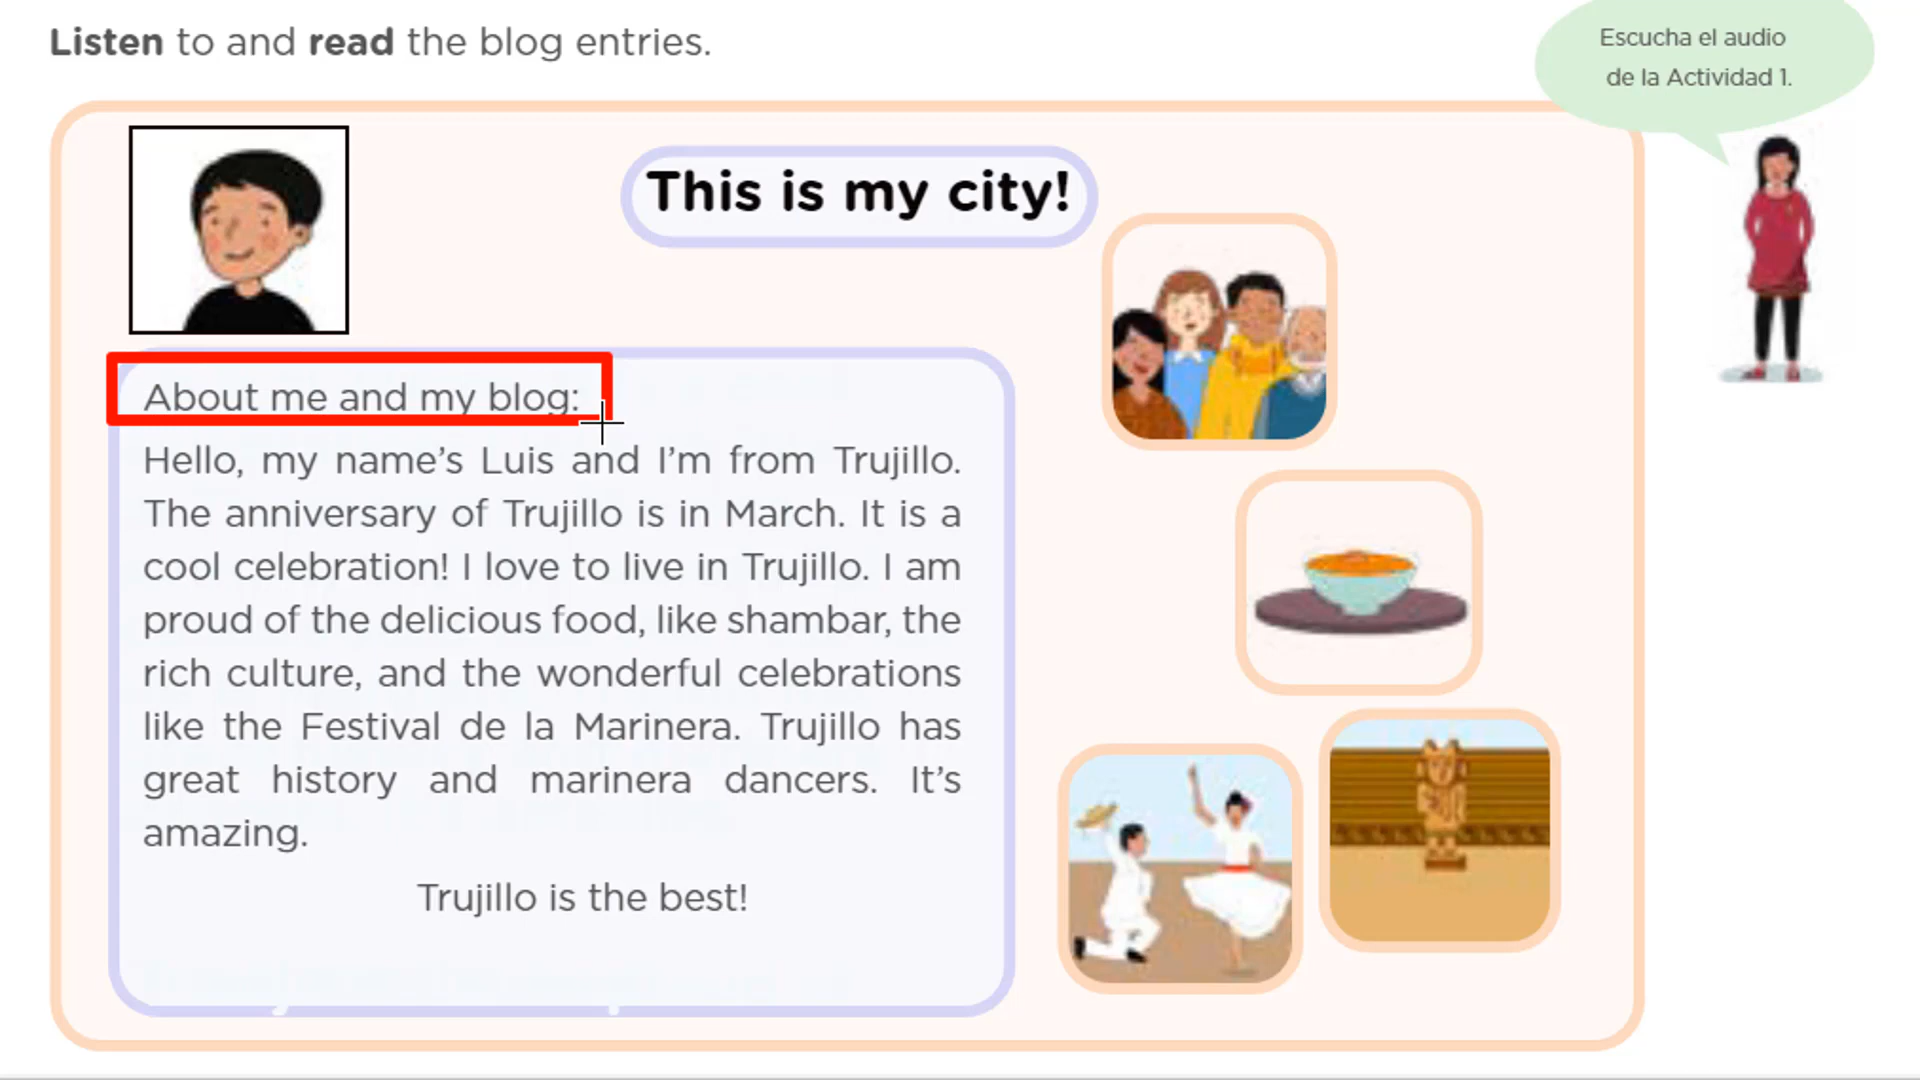 Listen to and read the blog entries.
Escucha el audio
de la Actividad 1.
This is my city!
About me and my blog:
Hello, my name’s Luis and I’m from Trujillo.
The anniversary of Trujillo is in March. It is a
cool celebration! I love to live in Trujillo. I am
proud of the delicious food, like shambar, the
rich culture, and the wonderful celebrations
like the Festival de la Marinera. Trujillo has
great history and marinera dancers. It’s
amazing.
Trujillo is the best!